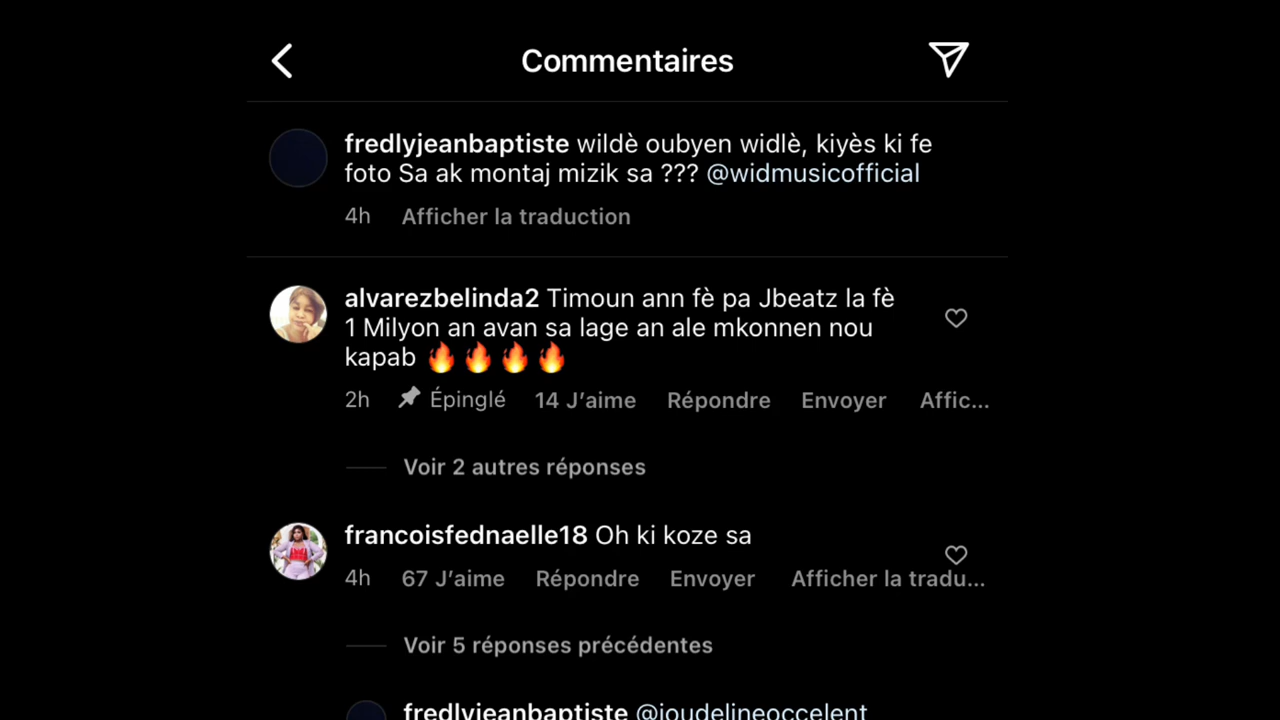 Commentaires
fredlyjeanbaptiste wildè oubyen widlè, kiyès ki fe
foto Sa ak montaj mizik sa ??? @widmusicofficial
4h Afficher la traduction
alvarezbelinda2 Timoun ann fè pa Jbeatz la fè
1 Milyon an avan sa lage an ale mkonnen nou
kapab 🔥🔥🔥🔥
2h Épinglé 14 J'aime Répondre Envoyer Affic...
Voir 2 autres réponses
francoisfednaelle18 Oh ki koze sa
4h 67 J'aime Répondre Envoyer Afficher la tradu...
Voir 5 réponses précédentes
fredlyjeanbaptiste @joudelineoccelent